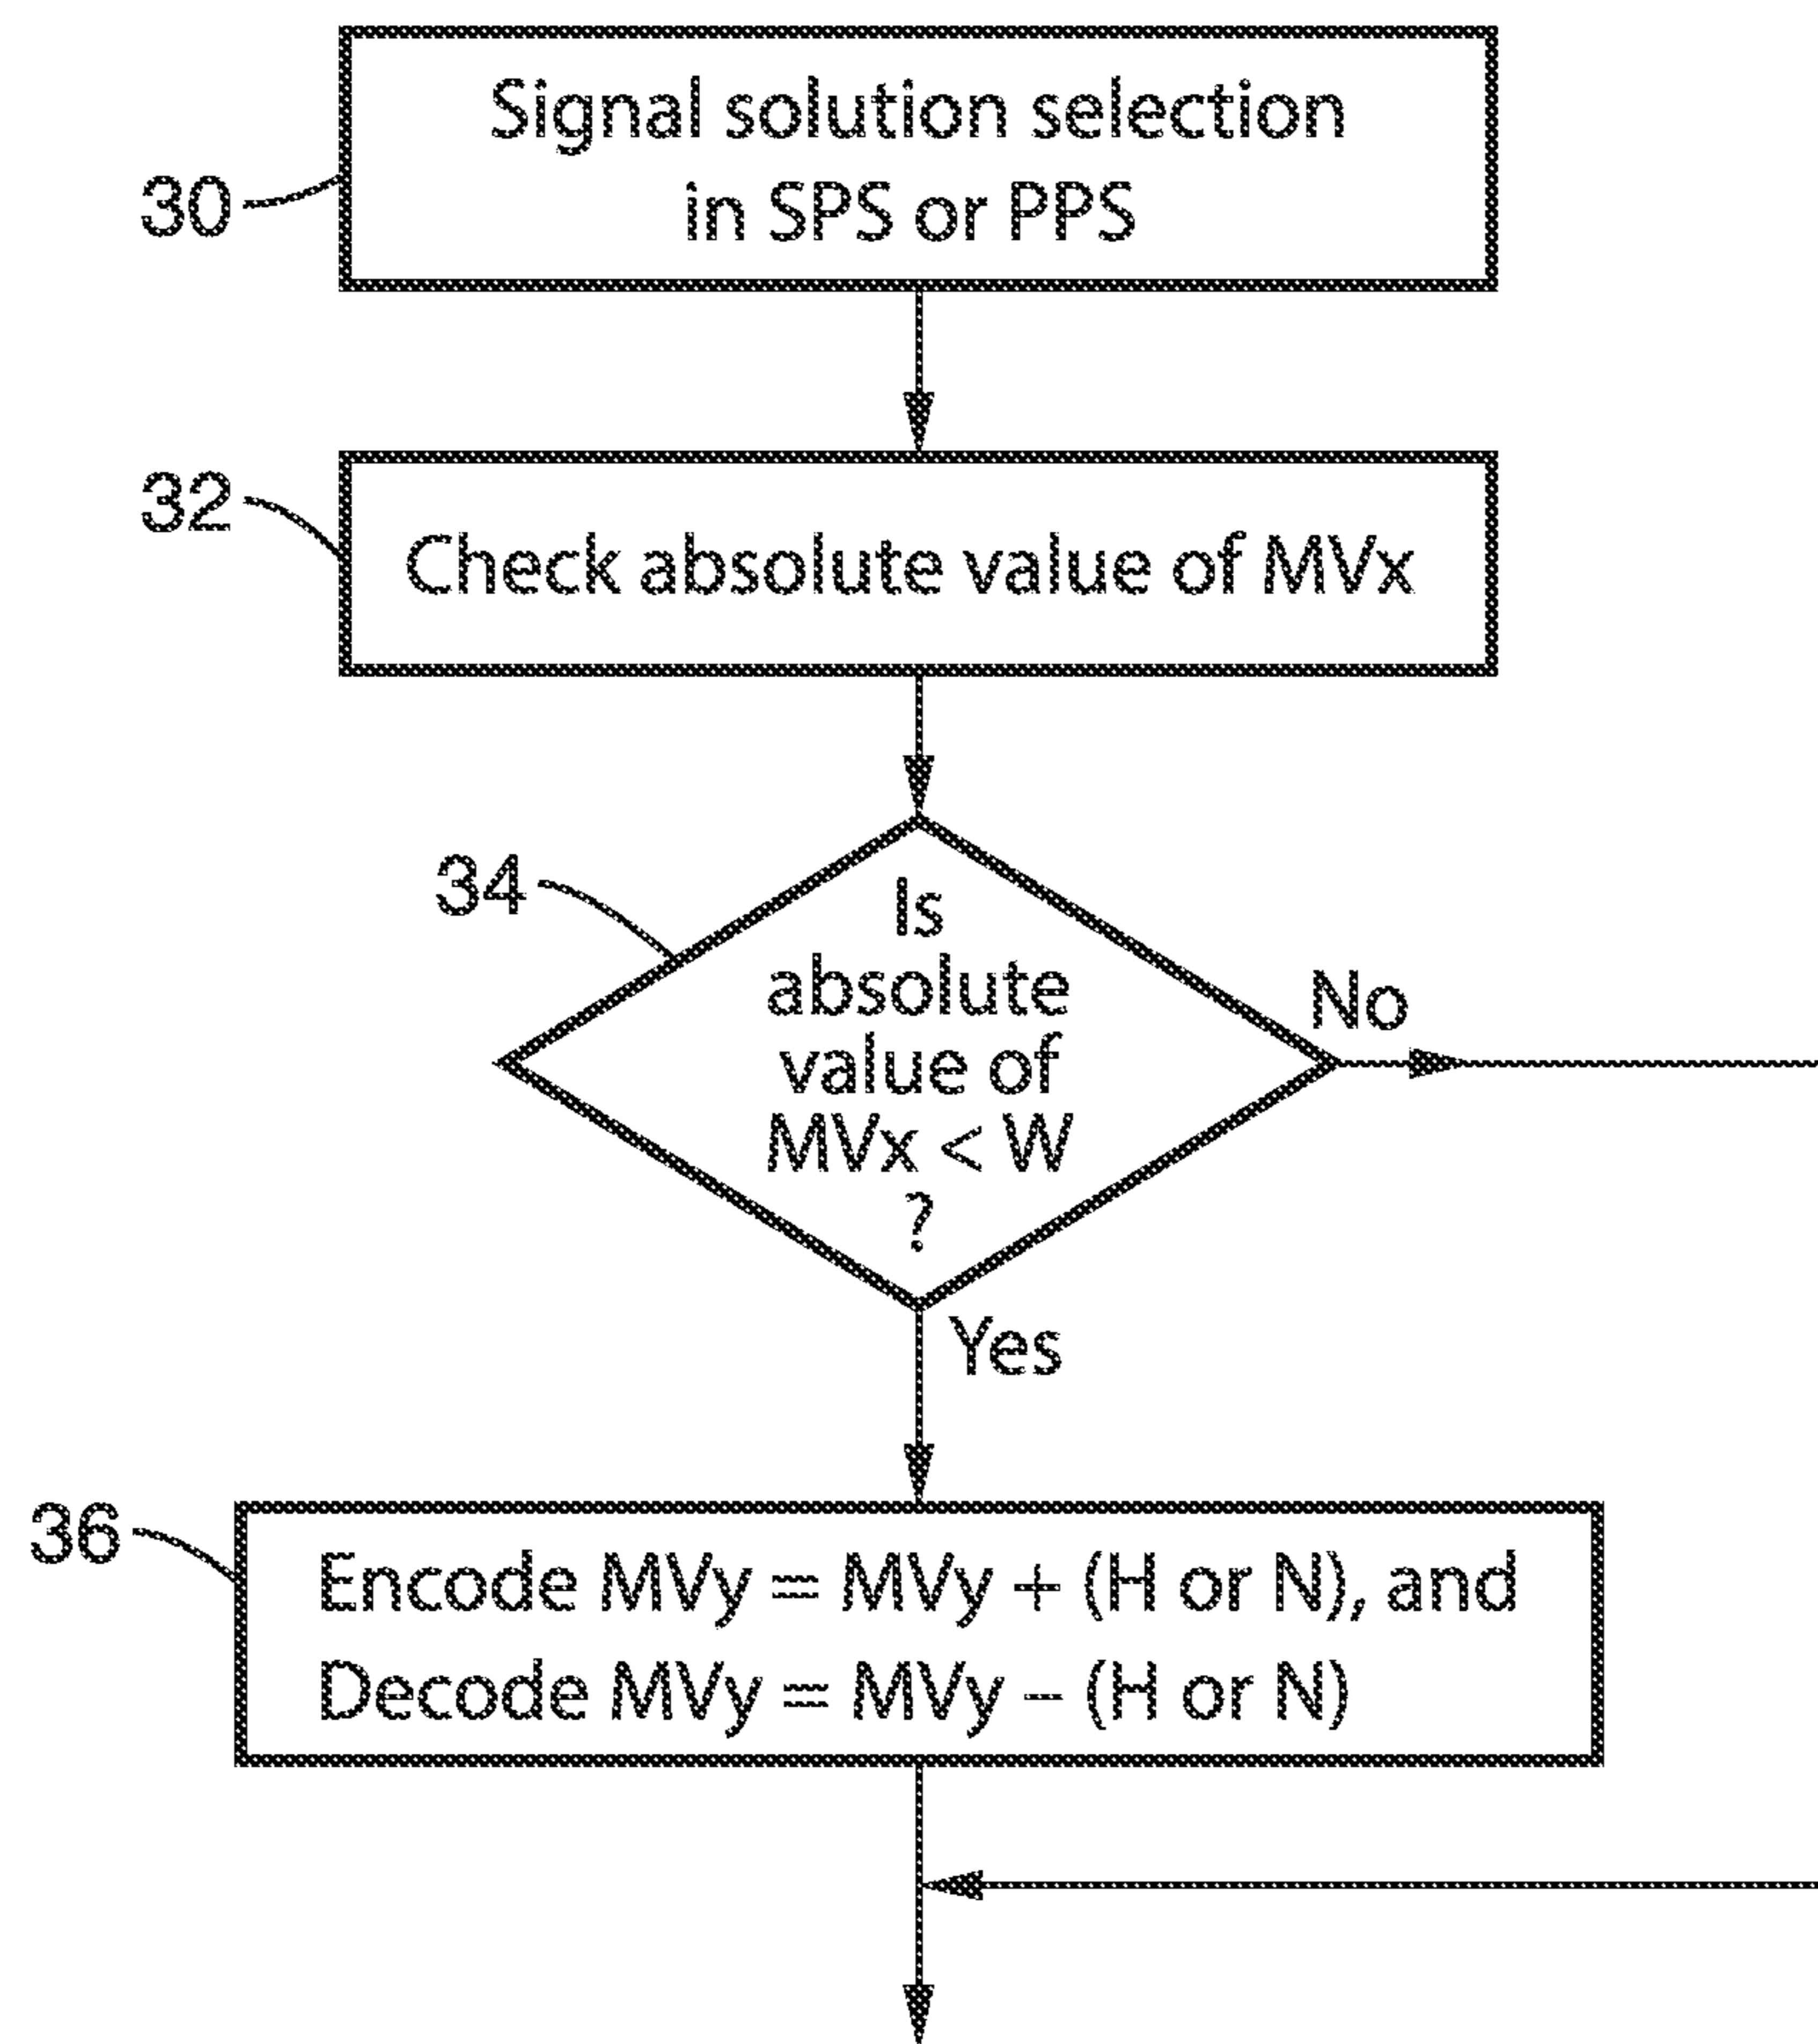 Signal solution selection
in SPS or PPS
30
32
Check absolute value of MVx
34
Is
absolute
value of
MVx < W
?
No
Yes
36
Encode MVy = MVy + (H or N), and
Decode MVy = MVy – (H or N)